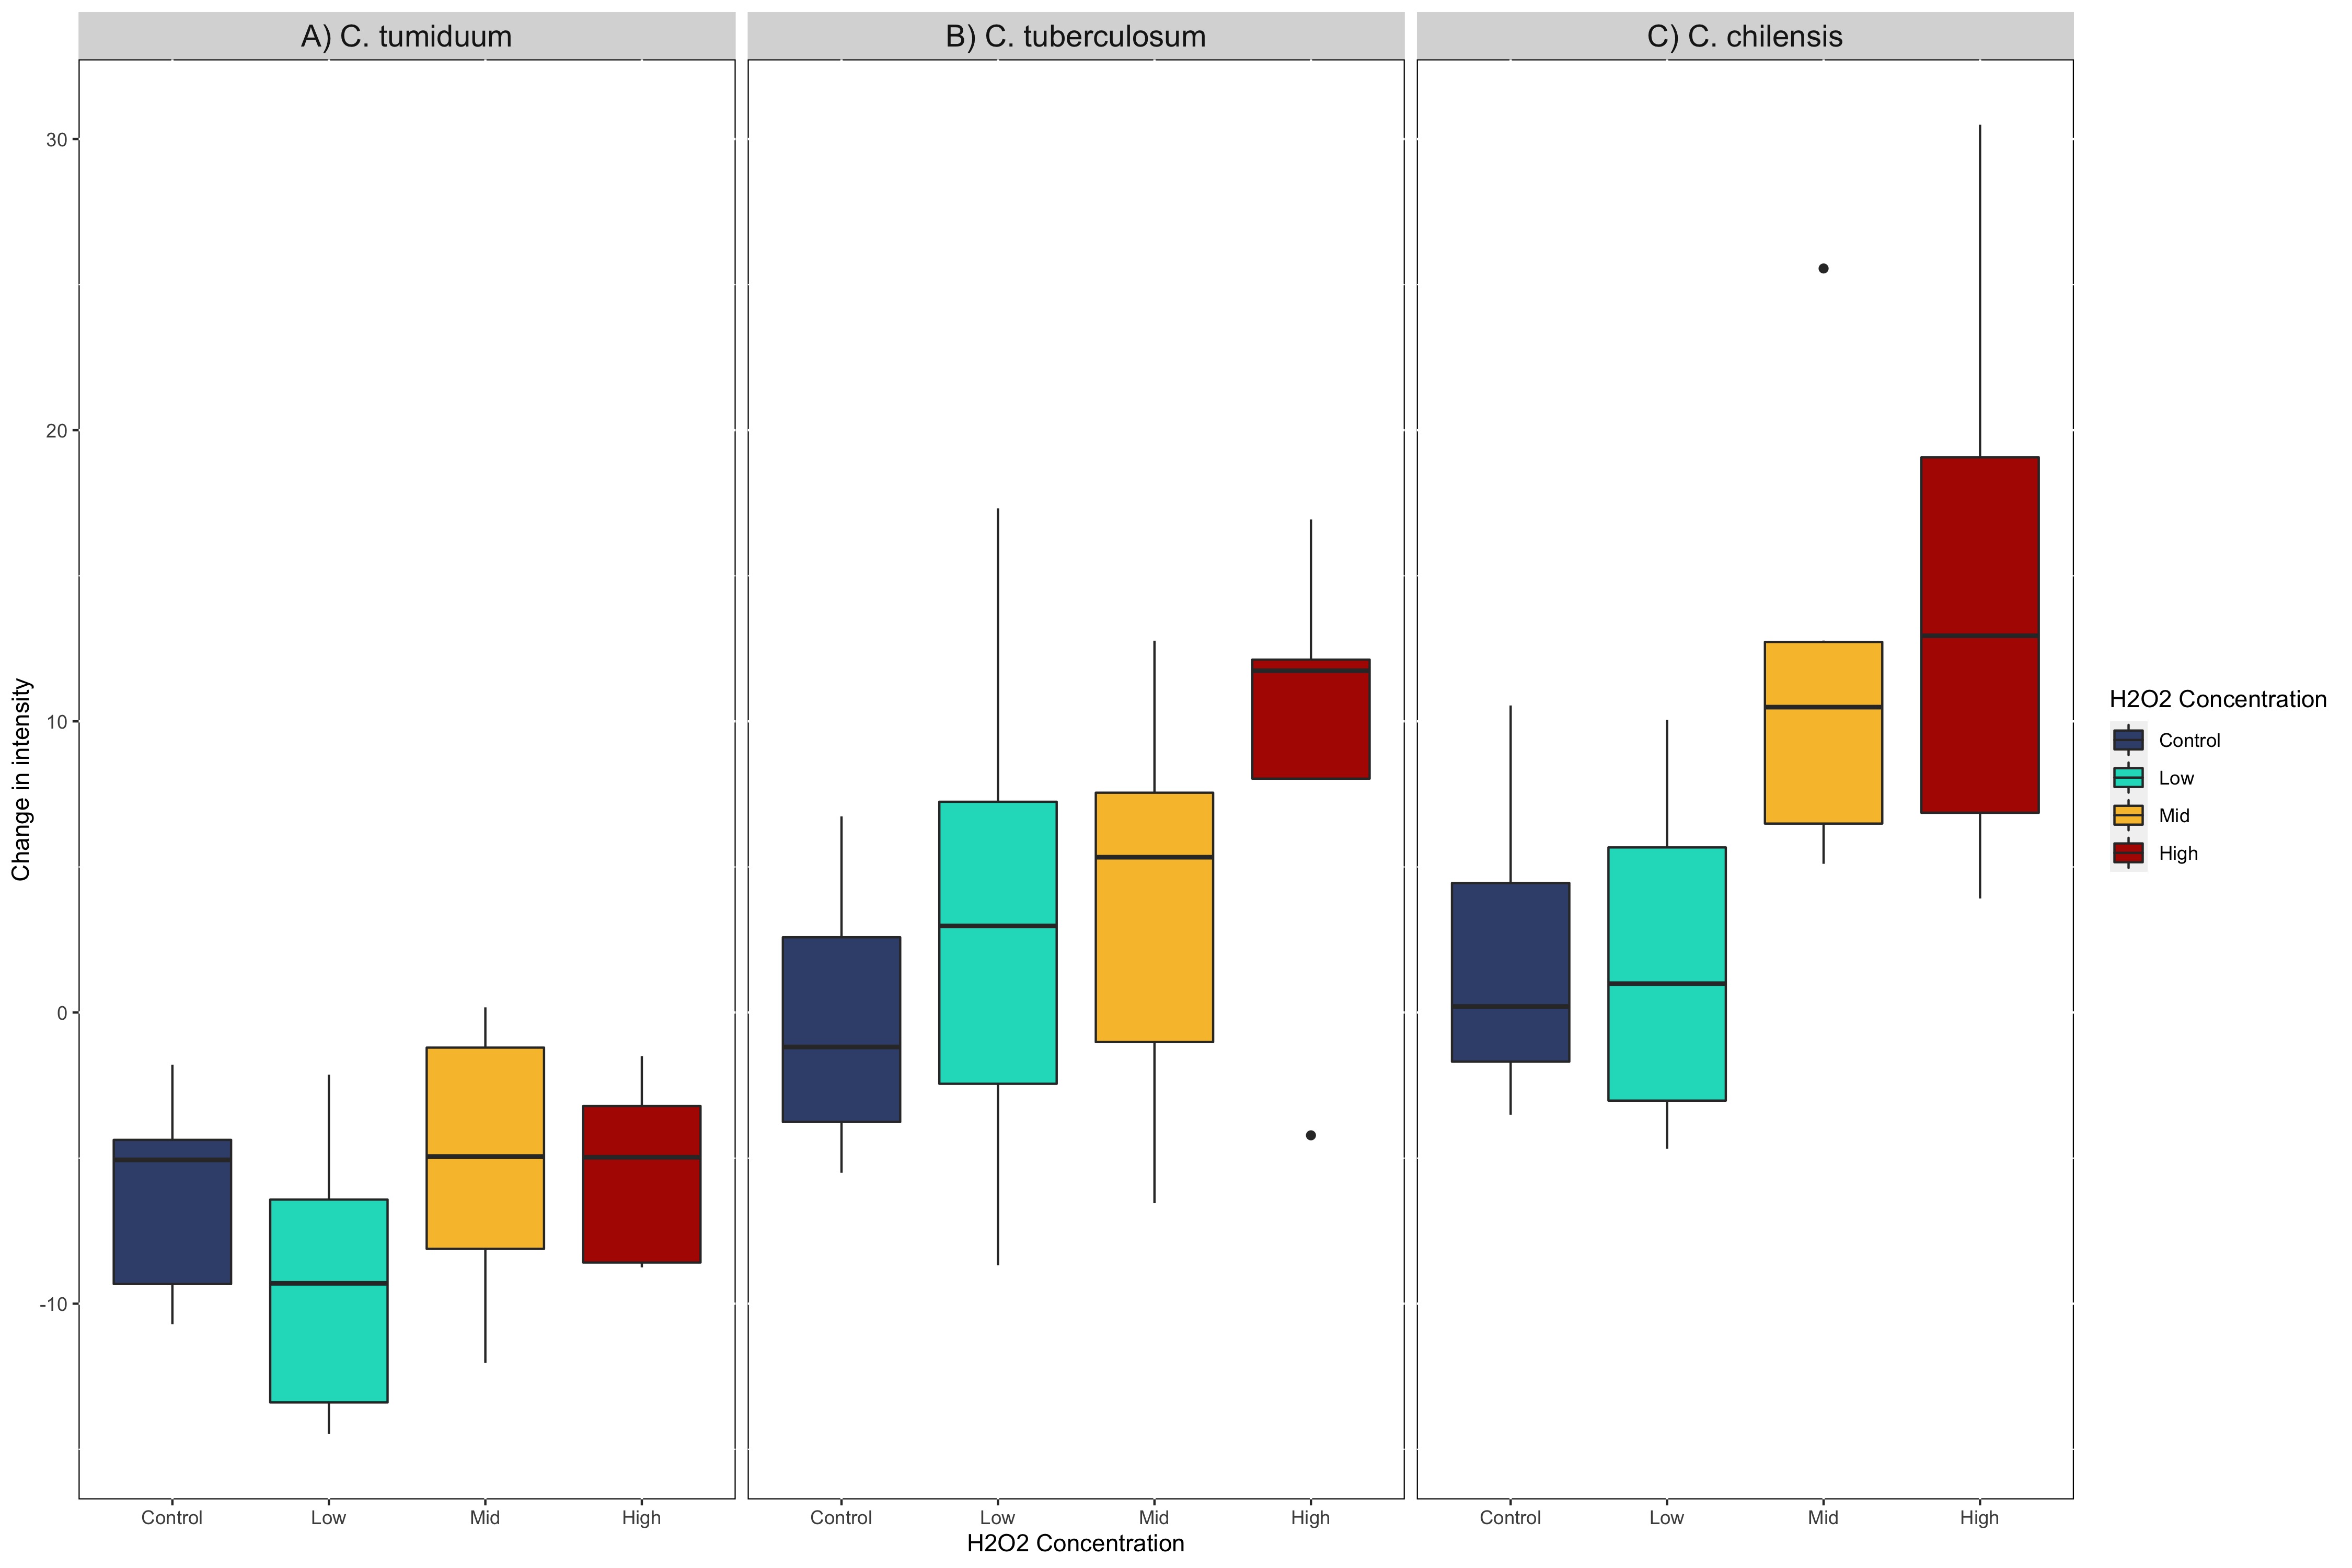 A) C. tumiduum
B) C. tuberculosum
C) C. chilensis
Change in intensity
30
20
10
0
-10
Control Low Mid High
Control Low Mid High
Control Low Mid High
H2O2 Concentration
H2O2 Concentration
Control
Low
Mid
High